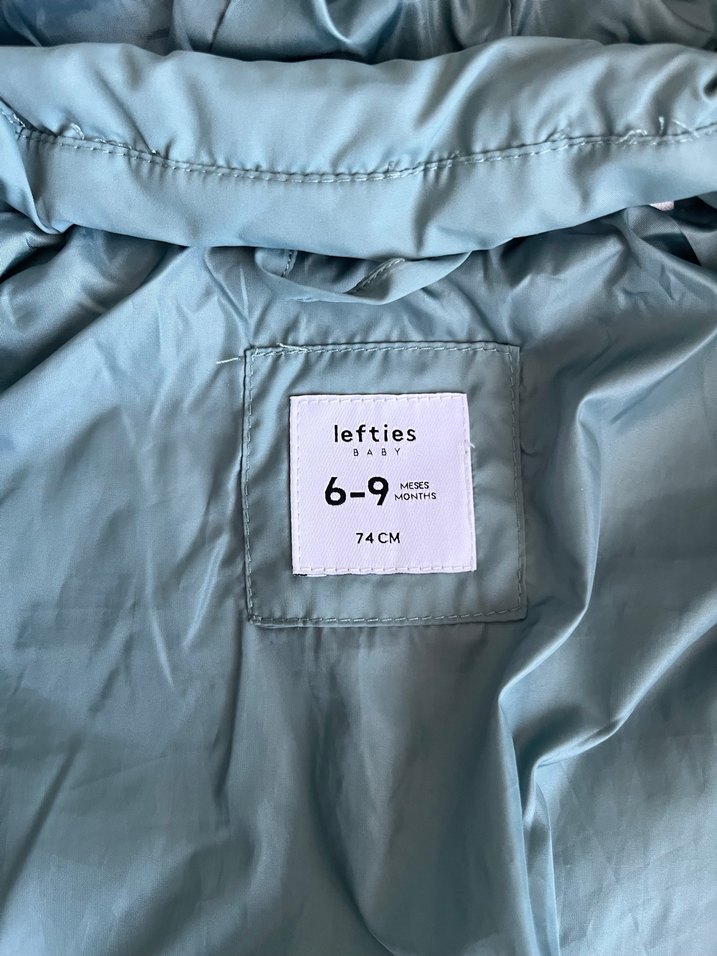 lefties
BABY
6-9 MESES
MONTHS
74 CM